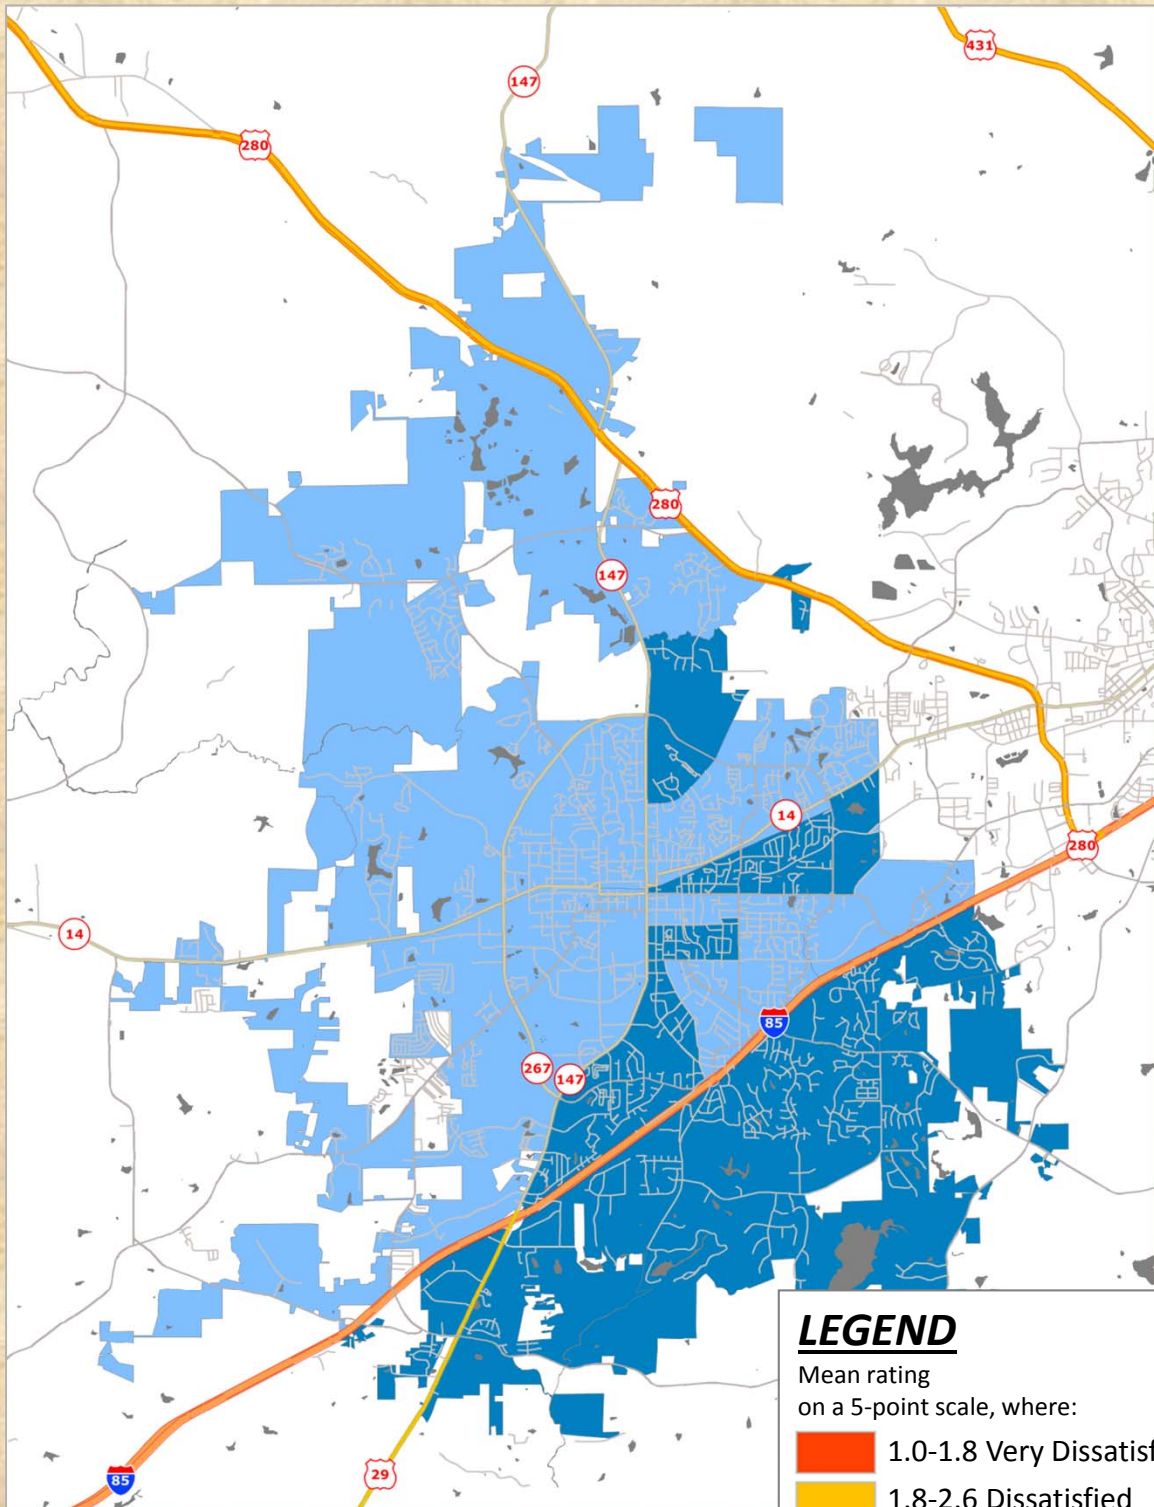 431
147
280
280
147
14
280
14
85
267
147
29
85
LEGEND
Mean rating
on a 5-point scale, where:
1.0-1.8 Very Dissatisf
1.8-2.6 Dissatisfied